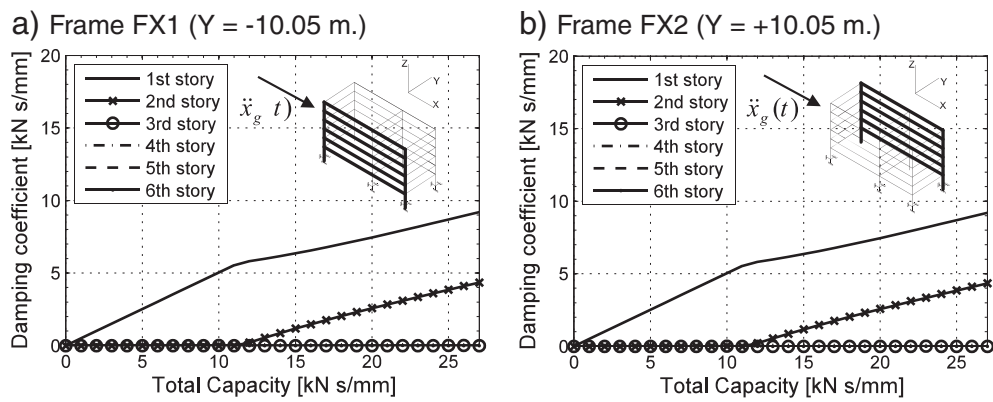 a) Frame FX1 (Y = -10.05 m.)
Damping coefficient [kN s/mm]
20
15
10
5
0
1st story
2nd story
3rd story
4th story
5th story
6th story
ẍg t)
Z
Y
X
0 5 10 15 20 25
Total Capacity [kN s/mm]
b) Frame FX2 (Y = +10.05 m.)
Damping coefficient [kN s/mm]
20
15
10
5
0
1st story
2nd story
3rd story
4th story
5th story
6th story
ẍg(t)
Z
Y
X
0 5 10 15 20 25
Total Capacity [kN s/mm]